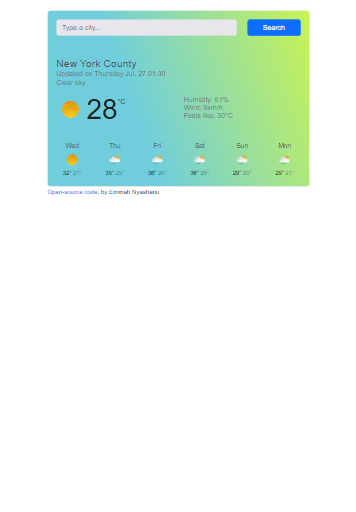 Type a city...
Search
New York County
Updated on Thursday Jul, 27 01:30
Clear sky
28°C
Humidity: 61%
Wind: 6km/h
Feels like: 30°C
Wed Thu Fri Sat Sun Mon
32° 21° 35° 25° 36° 25° 36° 25° 29° 20° 29° 21°
Open-source code, by Emmah Nyashanu